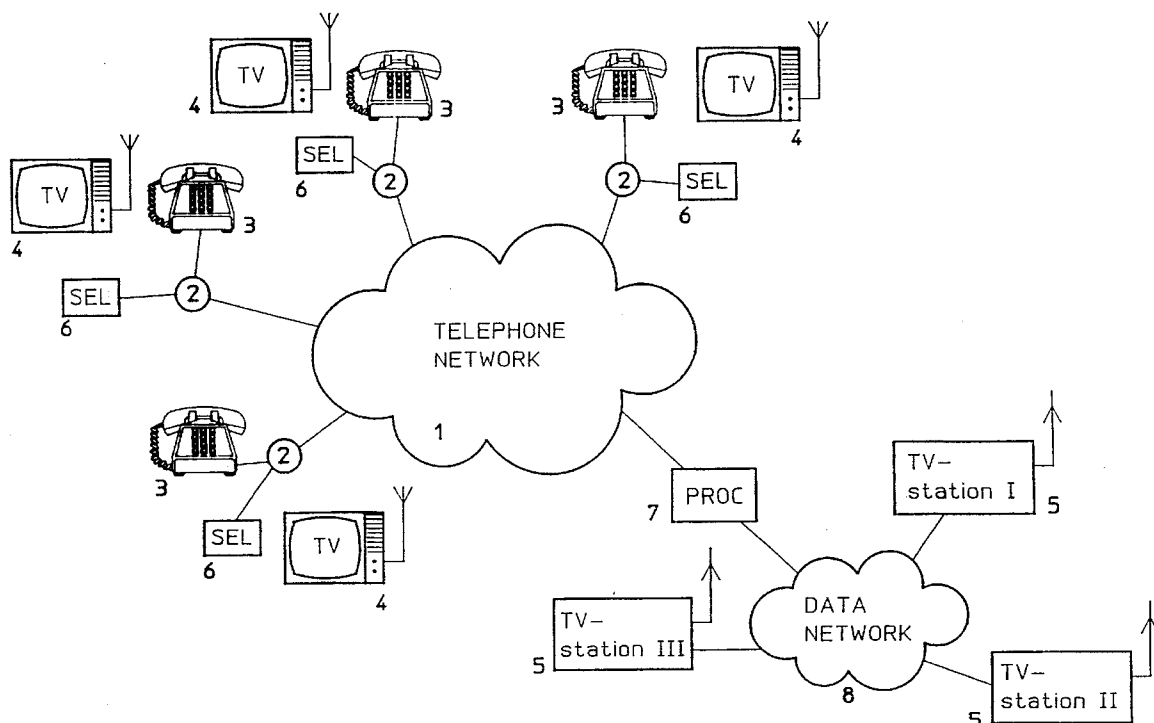 TV
4
3
TV
3
4
SEL
6
2
2
SEL
6
TV
4
3
SEL
6
2
TELEPHONE
NETWORK
1
3
2
SEL
6
TV
4
PROC
7
TV-
station I
5
TV-
station III
5
DATA
NETWORK
8
TV-
station II
5